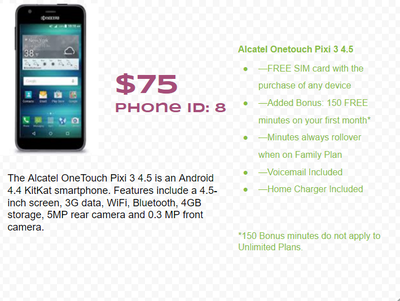 KYOCERA
38°
$75
Phone ID: 8
The Alcatel OneTouch Pixi 3 4.5 is an Android
4.4 KitKat smartphone. Features include a 4.5-
inch screen, 3G data, WiFi, Bluetooth, 4GB
storage, 5MP rear camera and 0.3 MP front
camera.
Alcatel Onetouch Pixi 3 4.5
● —FREE SIM card with the
purchase of any device
● —Added Bonus: 150 FREE
minutes on your first month*
● —Minutes always rollover
when on Family Plan
● —Voicemail Included
● —Home Charger Included
*150 Bonus minutes do not apply to
Unlimited Plans.